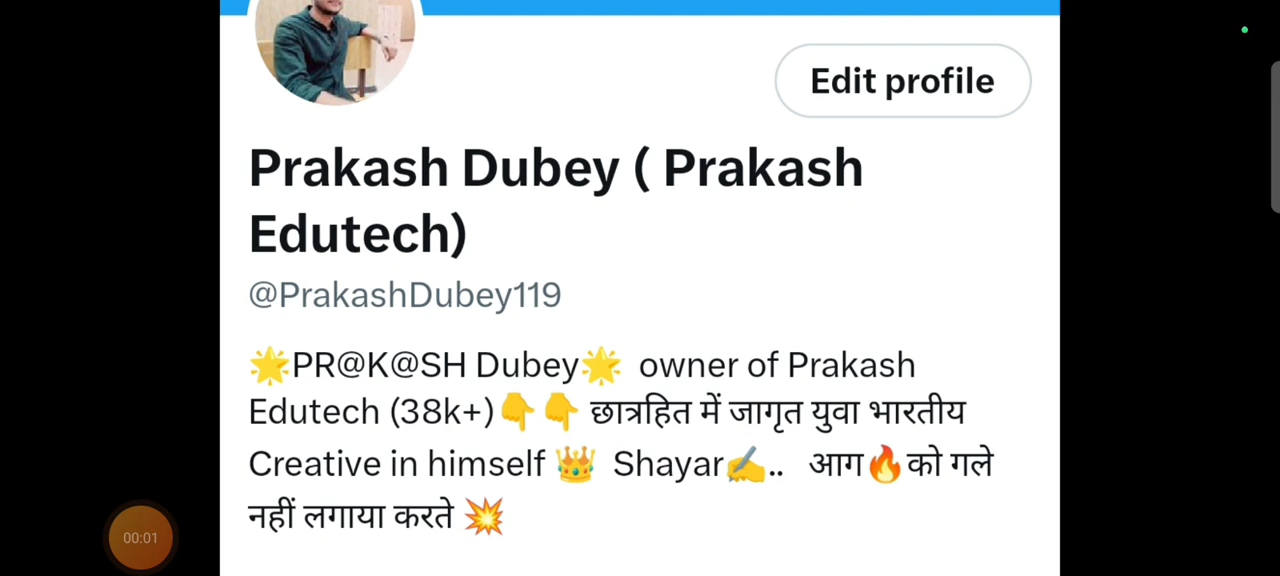 Edit profile
Prakash Dubey ( Prakash
Edutech)
@PrakashDubey119
🌟PR@K@SH Dubey🌟 owner of Prakash
Edutech (38k+)👇👇 छात्रहित में जागृत युवा भारतीय
Creative in himself 👑 Shayar✍️.. आग🔥को गले
नहीं लगाया करते 💥
00:01